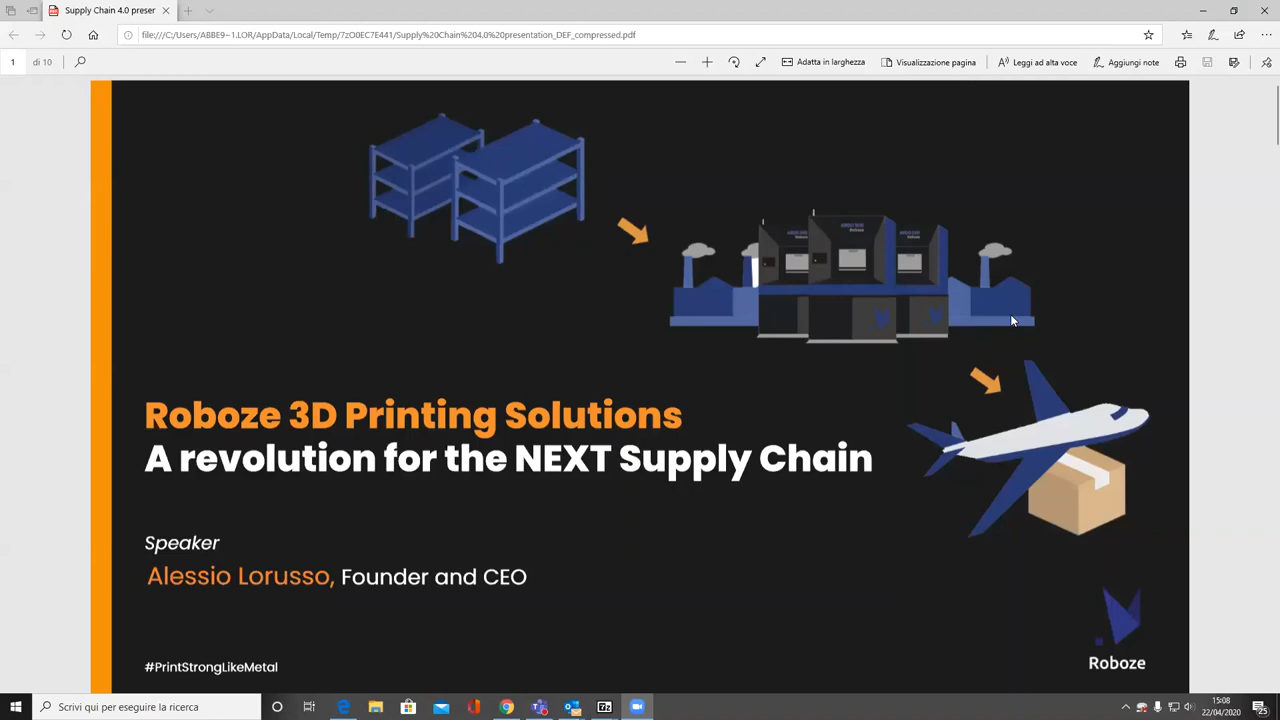 Supply Chain 4.0 preser
file:///C:/Users/ABBE9~1.LOR/AppData/Local/Temp/7zO0EC7E441/Supply%20Chain%204.0%20presentation_DEF_compressed.pdf
1 di 10
Adatta in larghezza
Visualizzazione pagina
Leggi ad alta voce
Aggiungi note
Roboze 3D Printing Solutions
A revolution for the NEXT Supply Chain
Speaker
Alessio Lorusso, Founder and CEO
#PrintStrongLikeMetal
Roboze
Scrivi qui per eseguire la ricerca
15:08
22/04/2020